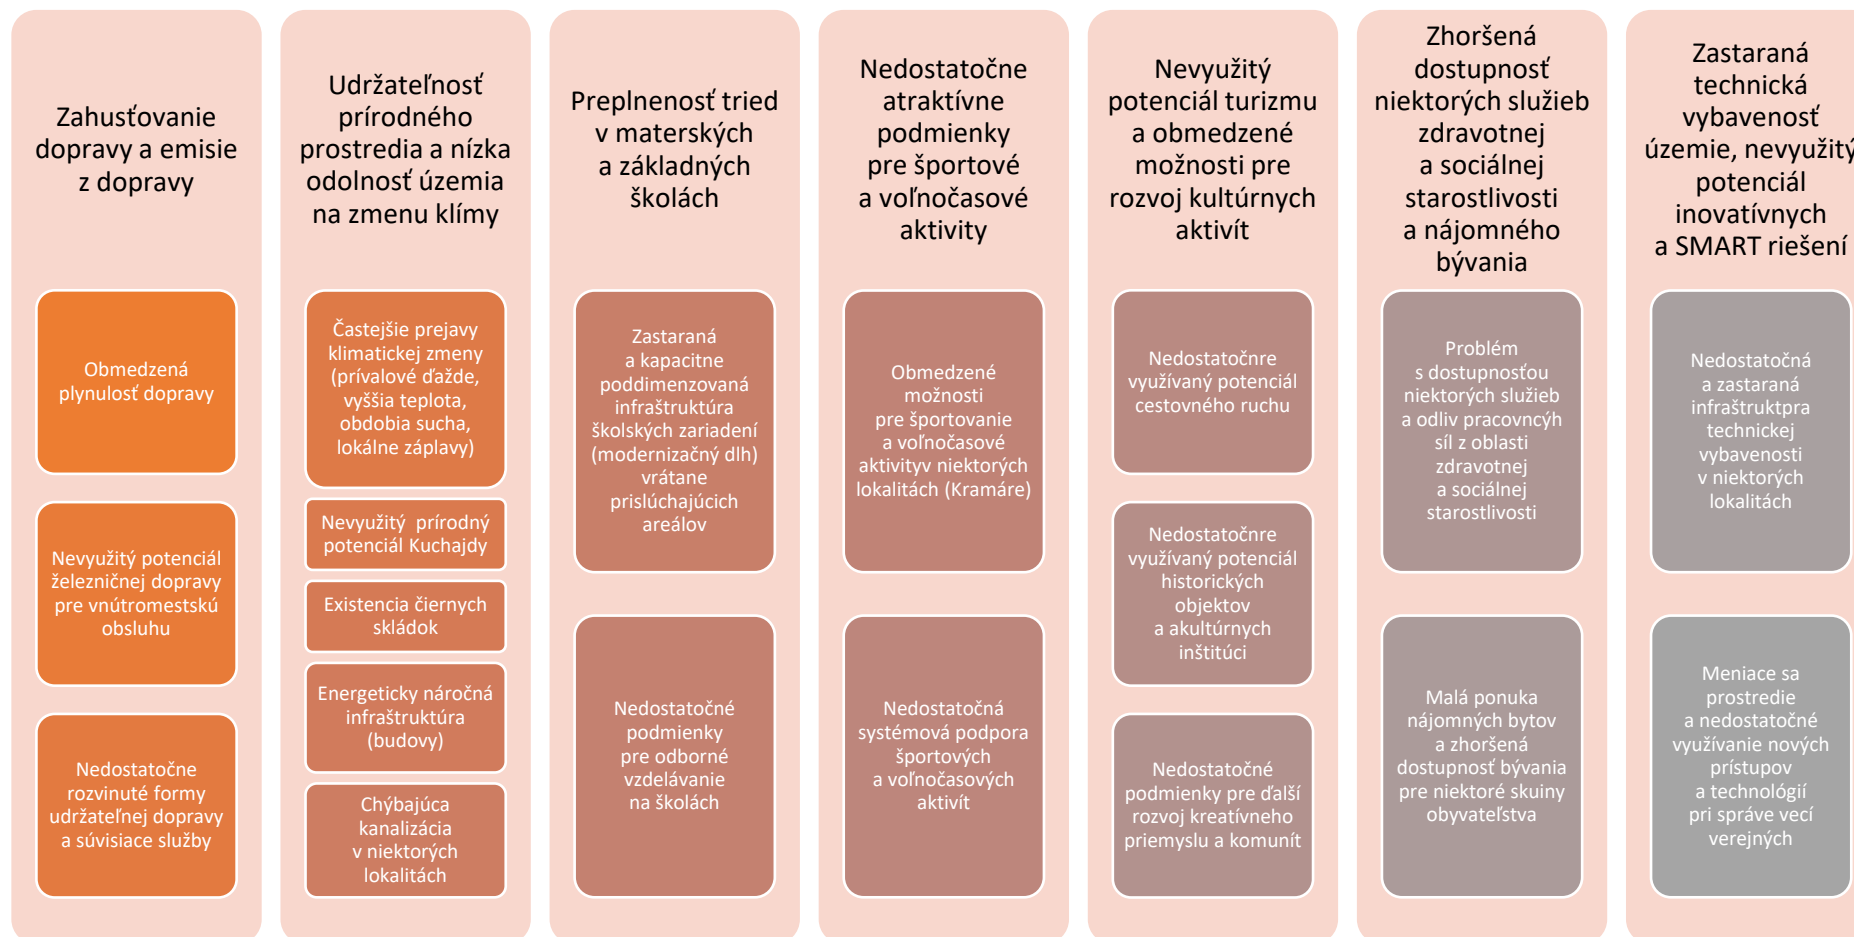 Zahusťovanie
dopravy a emisie
z dopravy
Obmedzená
plynulosť dopravy
Nevyužitý potenciál
železničnej dopravy
pre vnútromestskú
obsluhu
Nedostatočne
rozvinuté formy
udržateľnej dopravy
a súvisiace služby
Udržateľnosť
prírodného
prostredia a nízka
odolnosť územia
na zmenu klímy
Častejšie prejavy
klimatickej zmeny
(prívalové ďažde,
vyššia teplota,
obdobia sucha,
lokálne záplavy)
Nevyužitý prírodný
potenciál Kuchajdy
Existencia čiernych
skládok
Energeticky náročná
infraštruktúra
(budovy)
Chýbajúca
kanalizácia
v niektorých
lokalitách
Preplnenosť tried
v materských
a základných
školách
Zastaraná
a kapacitne
poddimenzovaná
infraštruktúra
školských zariadení
(modernizačný dlh)
vrátane
prislúchajúcich
areálov
Nedostatočné
podmienky
pre odborné
vzdelávanie
na školách
Nedostatočne
atraktívne
podmienky
pre športové
a voľnočasové
aktivity
Obmedzené
možnosti
pre športovanie
a voľnočasové
aktivityv niektorých
lokalitách (Kramáre)
Nedostatočná
systémová podpora
športových
a voľnočasových
aktivít
Nevyužitý
potenciál turizmu
a obmedzené
možnosti pre
rozvoj kultúrnych
aktivít
Nedostatočnre
využívaný potenciál
cestovného ruchu
Nedostatočnre
využívaný potenciál
historických
objektov
a akultúrnych
inštitúci
Nedostatočné
podmienky pre ďalší
rozvoj kreatívneho
priemyslu a komunít
Zhoršená
dostupnosť
niektorých služieb
zdravotnej
a sociálnej
starostlivosti
a nájomného
bývania
Problém
s dostupnosťou
niektorých služieb
a odliv pracovncýh
síl z oblasti
zdravotnej
a sociálnej
starostlivosti
Malá ponuka
nájomných bytov
a zhoršená
dostupnosť bývania
pre niektoré skuiny
obyvateľstva
Zastaraná
technická
vybavenosť
územie, nevyužitý
potenciál
inovatívnych
a SMART riešení
Nedostatočná
a zastaraná
infraštruktpra
technickej
vybavenosti
v niektorých
lokalitách
Meniace sa
prostredie
a nedostatočné
využívanie nových
prístupov
a technológií
pri správe vecí
verejných